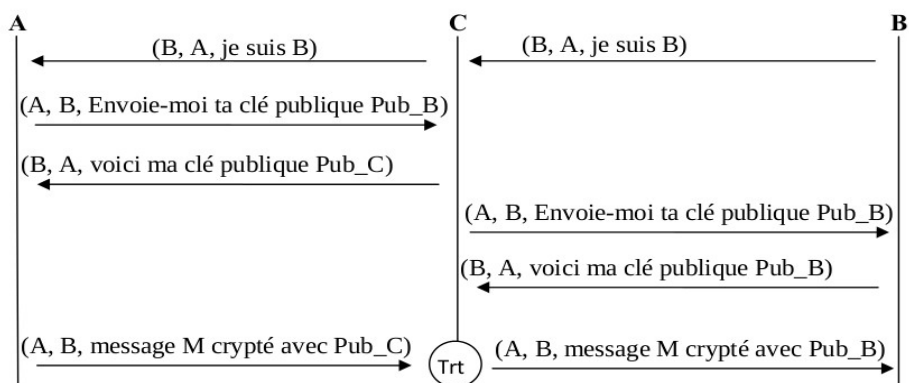 A C B
(B, A, je suis B) (B, A, je suis B)
(A, B, Envoie-moi ta clé publique Pub_B)
(B, A, voici ma clé publique Pub_C)
(A, B, Envoie-moi ta clé publique Pub_B)
(B, A, voici ma clé publique Pub_B)
(A, B, message M crypté avec Pub_C) (A, B, message M crypté avec Pub_B)
Trt